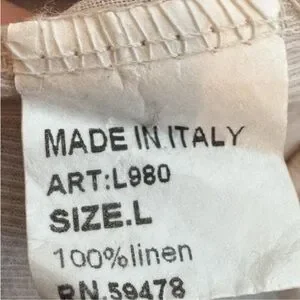 MADE IN ITALY
ART:L980
SIZE.L
100%linen
RN.59478